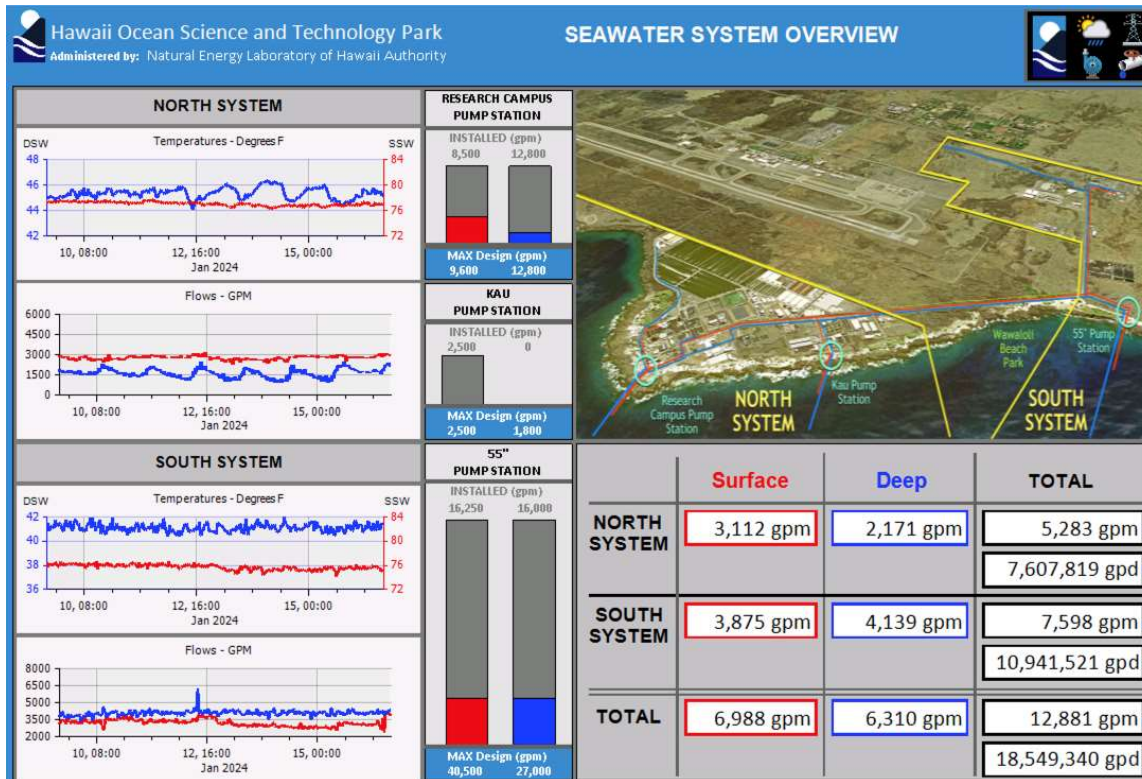 Hawaii Ocean Science and Technology Park
Administered by: Natural Energy Laboratory of Hawaii Authority
SEAWATER SYSTEM OVERVIEW
NORTH SYSTEM
DSW
Temperatures - Degrees F
SSW
48
46
44
42
84
80
76
72
10, 08:00
12, 16:00
15, 00:00
Jan 2024
Flows - GPM
6000
4500
3000
1500
0
10, 08:00
12, 16:00
15, 00:00
Jan 2024
RESEARCH CAMPUS
PUMP STATION
INSTALLED (gpm)
8,500 12,800
MAX Design (gpm)
9,600 12,800
KAU
PUMP STATION
INSTALLED (gpm)
2,500 0
MAX Design (gpm)
2,500 1,800
Research
Campus Pump
Station
NORTH
SYSTEM
Kau Pump
Station
Wawaloli
Beach
Park
55" Pump
Station
SOUTH
SYSTEM
SOUTH SYSTEM
DSW
Temperatures - Degrees F
SSW
42
40
38
36
84
80
76
72
10, 08:00
12, 16:00
15, 00:00
Jan 2024
Flows - GPM
8000
6500
5000
3500
2000
10, 08:00
12, 16:00
15, 00:00
Jan 2024
55"
PUMP STATION
INSTALLED (gpm)
16,250 16,000
MAX Design (gpm)
40,500 27,000
Surface Deep TOTAL
NORTH
SYSTEM
3,112 gpm 2,171 gpm 5,283 gpm
7,607,819 gpd
SOUTH
SYSTEM
3,875 gpm 4,139 gpm 7,598 gpm
10,941,521 gpd
TOTAL 6,988 gpm 6,310 gpm 12,881 gpm
18,549,340 gpd